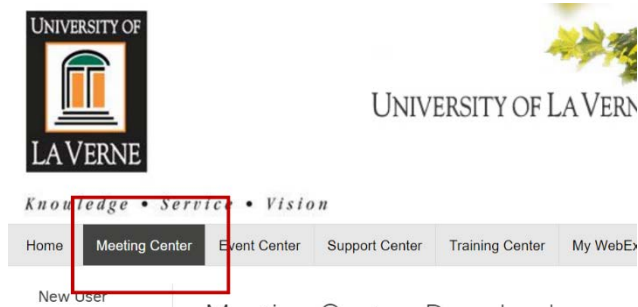 UNIVERSITY OF
LA VERNE
UNIVERSITY OF LA VERN
Knowledge • Service • Vision
Home Meeting Center Event Center Support Center Training Center My WebEx
New User